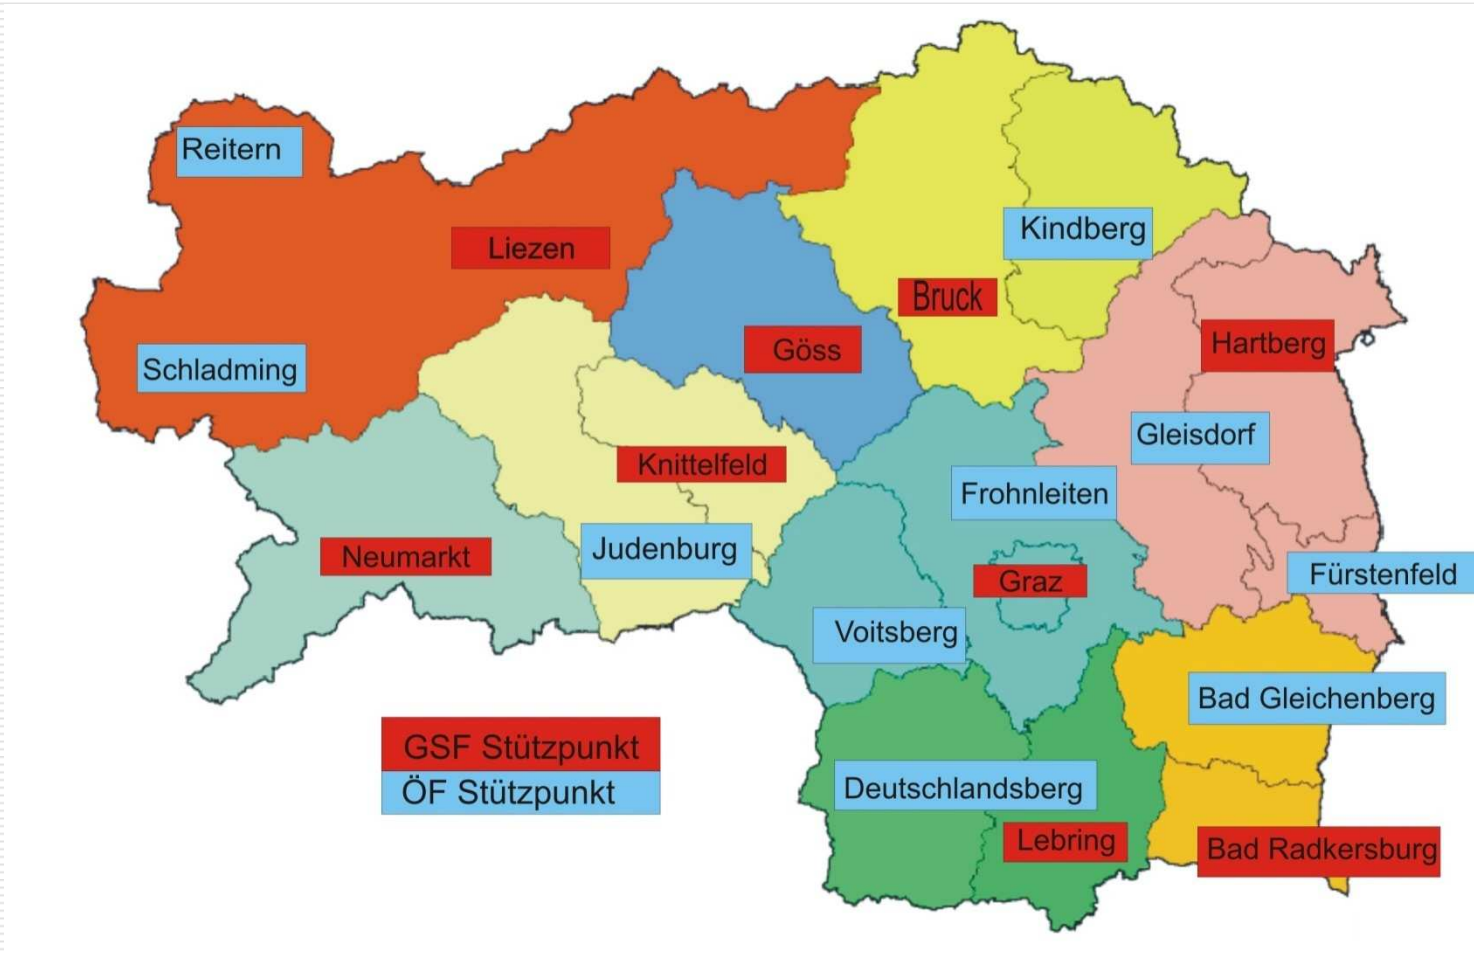 Reitern
Kindberg
Liezen
Bruck
Hartberg
Göss
Schladming
Gleisdorf
Knittelfeld
Frohnleiten
Judenburg
Neumarkt
Fürstenfeld
Graz
Voitsberg
Bad Gleichenberg
GSF Stützpunkt
ÖF Stützpunkt
Deutschlandsberg
Lebring
Bad Radkersburg